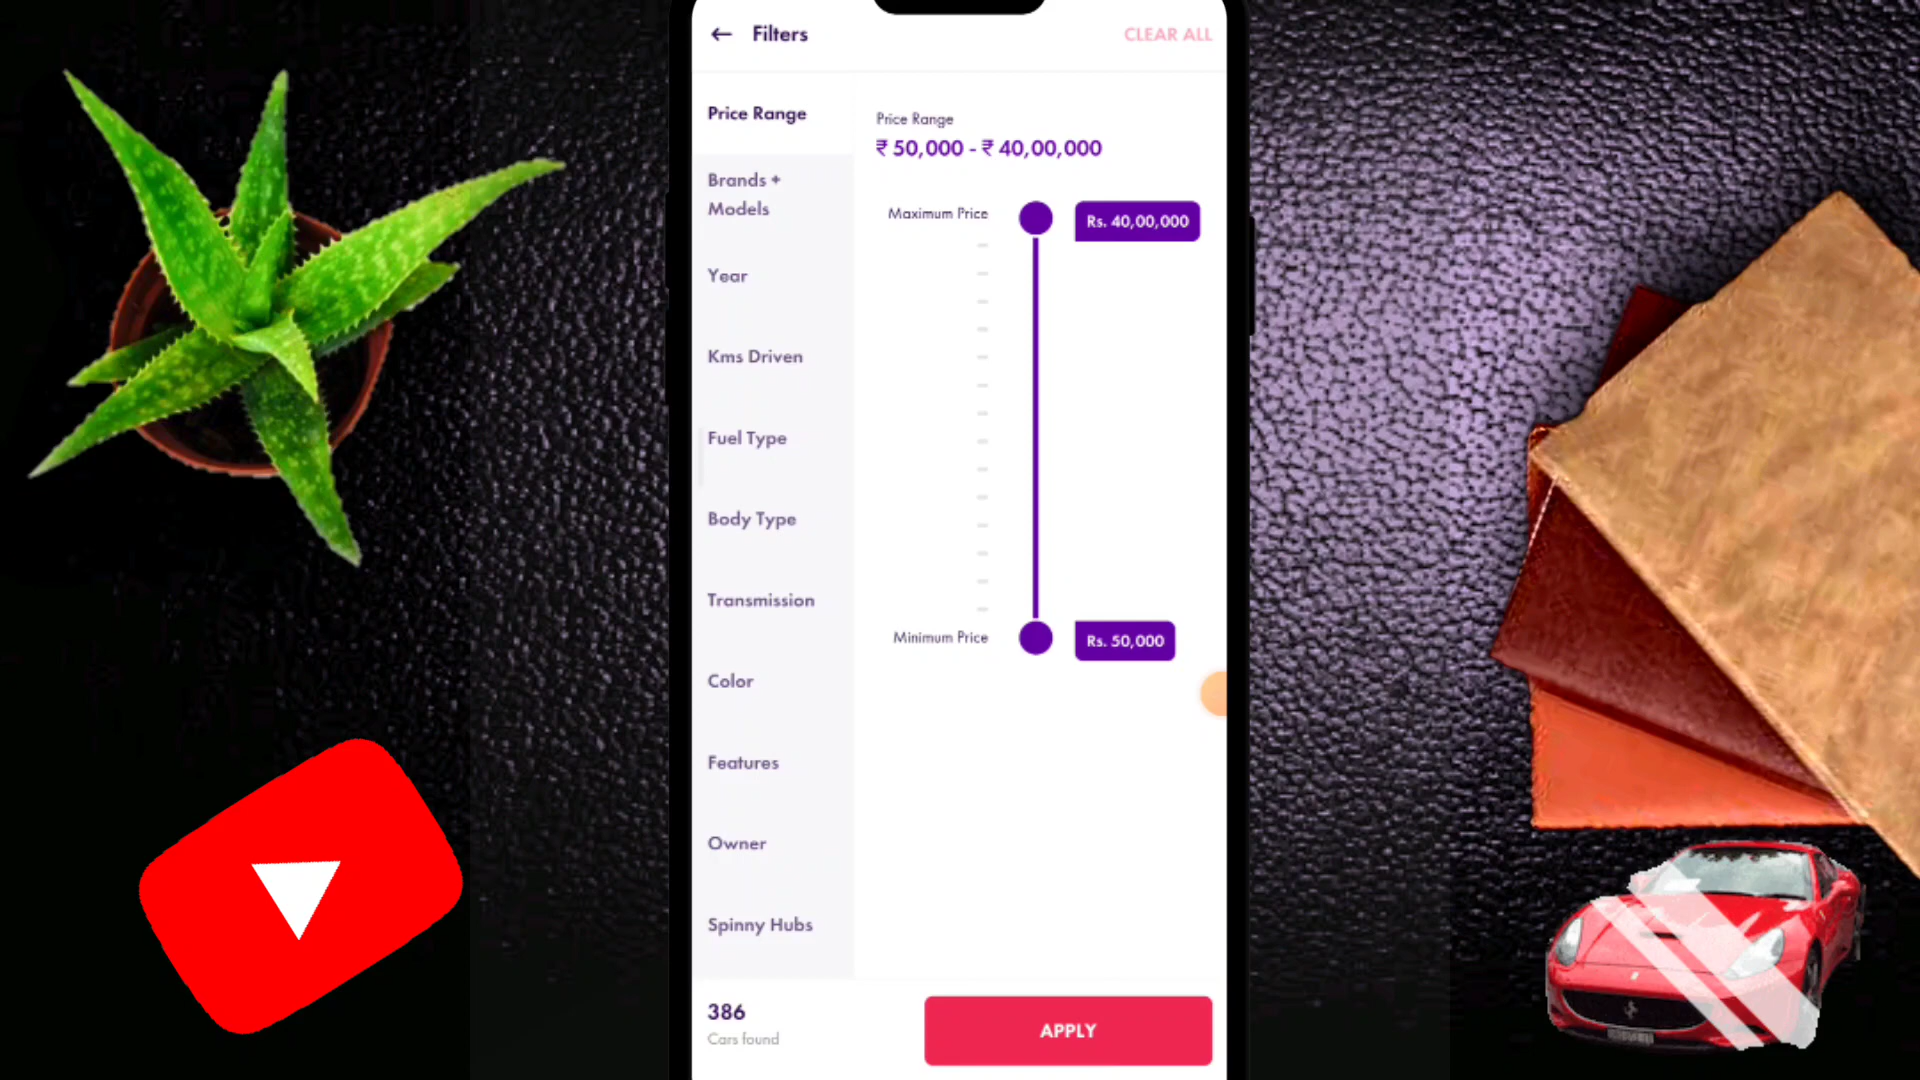 Filters
CLEAR ALL
Price Range
Brands +
Models
Year
Kms Driven
Fuel Type
Body Type
Transmission
Color
Features
Owner
Spinny Hubs
Price Range
₹ 50,000 - ₹ 40,00,000
Maximum Price
Rs. 40,00,000
Minimum Price
Rs. 50,000
386
Cars found
APPLY